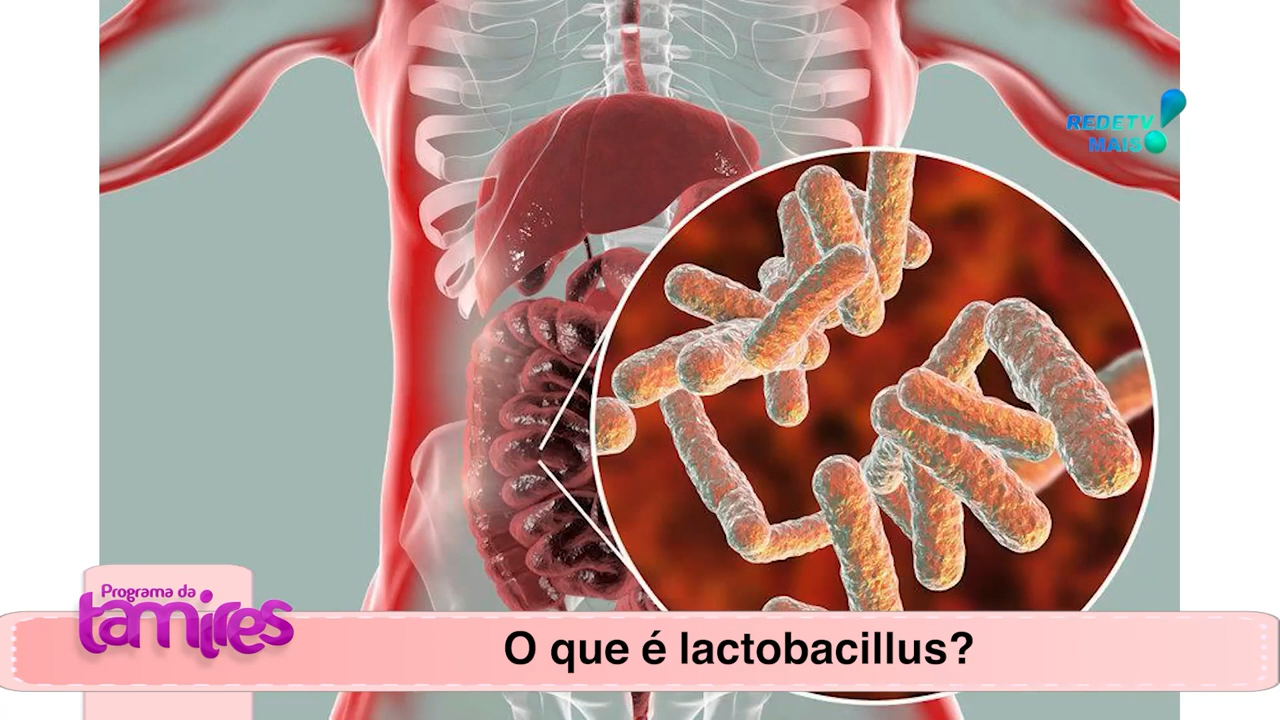 REDETV
MAIS
Programa da
tamires
O que é lactobacillus?